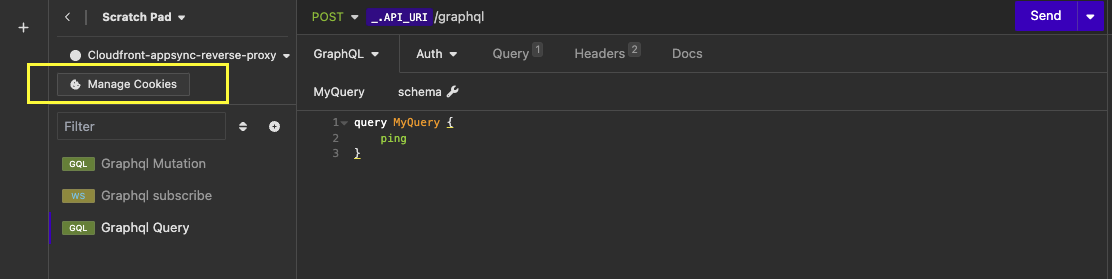 Scratch Pad
Cloudfront-appsync-reverse-proxy
Manage Cookies
Filter
GQL Graphql Mutation
WS Graphql subscribe
GQL Graphql Query
POST _.API_URI /graphql Send
GraphQL Auth Query 1 Headers 2 Docs
MyQuery schema
1 query MyQuery {
2 ping
3 }